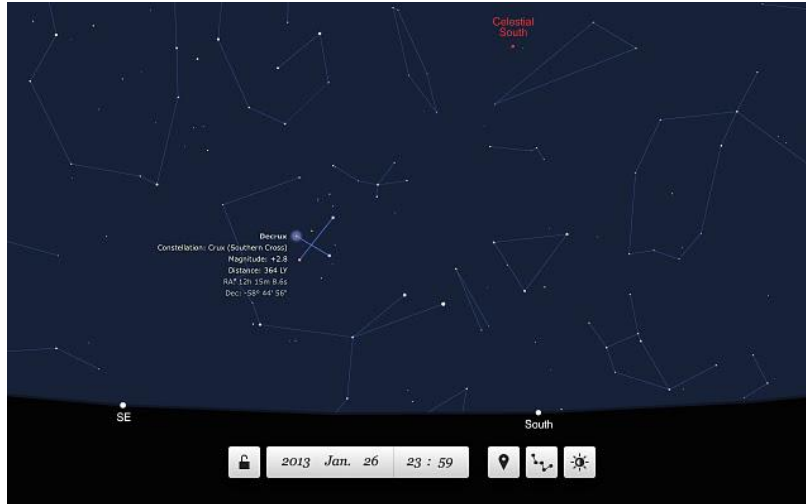 Celestial
South
Decrux
Constellation: Crux (Southern Cross)
Magnitude: +2.8
Distance: 364 LY
RA: 12h 15m 8.6s
Dec: -58° 44' 56"
SE
South
2013 Jan. 26 23 : 59